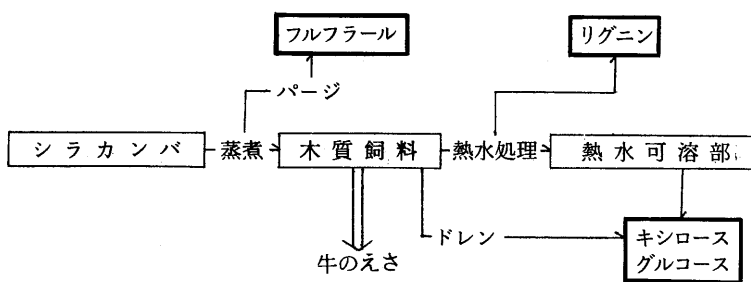 フルフラール
リグニン
パージ
シラカンバ
蒸煮
木質飼料
熱水処理
熱水可溶部
ドレン
キシロース
グルコース
牛のえさ